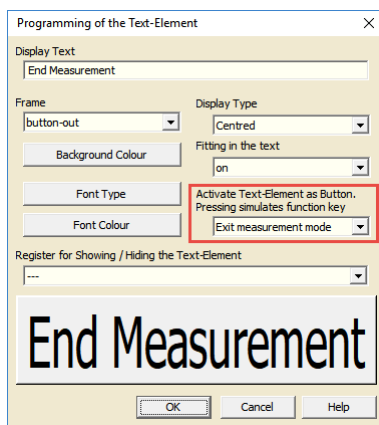 Programming of the Text-Element
Display Text
End Measurement
Frame
Display Type
button-out
Centred
Fitting in the text
Background Colour
on
Font Type
Activate Text-Element as Button.
Pressing simulates function key
Font Colour
Exit measurement mode
Register for Showing / Hiding the Text-Element
---
End Measurement
OK Cancel Help